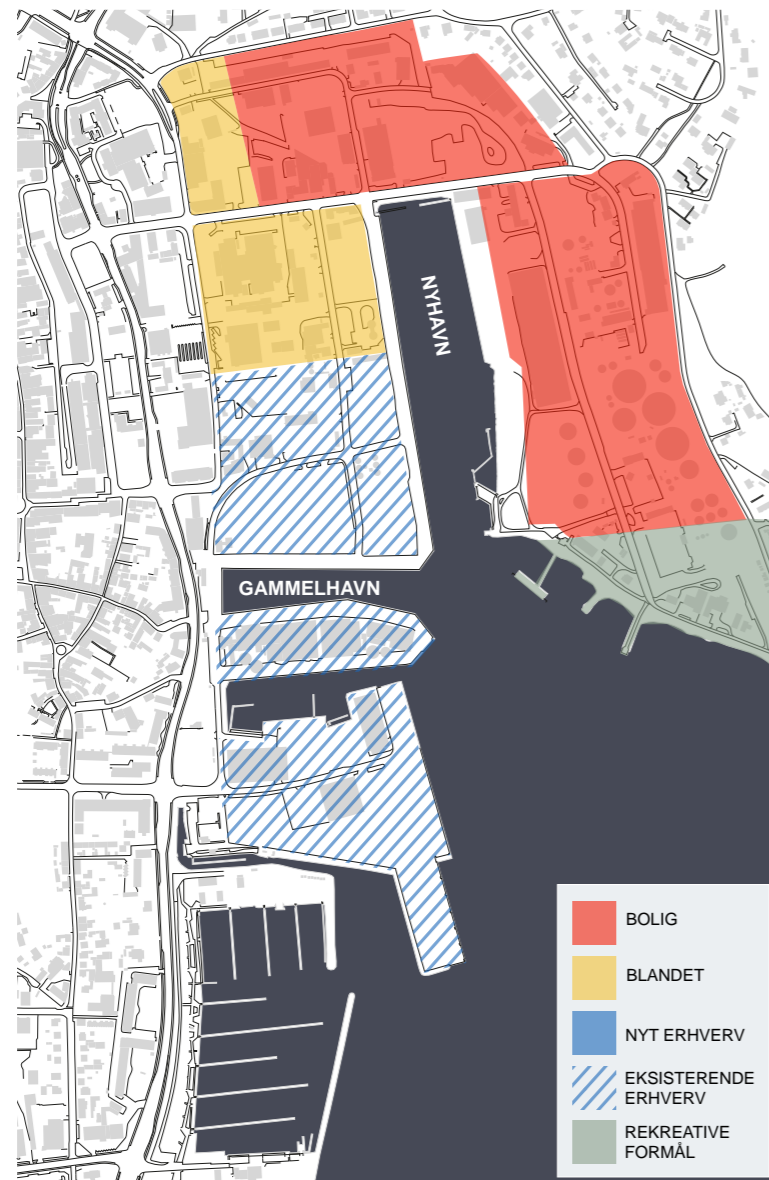 NYHAVN
GAMMELHAVN
BOLIG
BLANDET
NYT ERHVERV
EKSISTERENDE
ERHVERV
REKREATIVE
FORMÅL